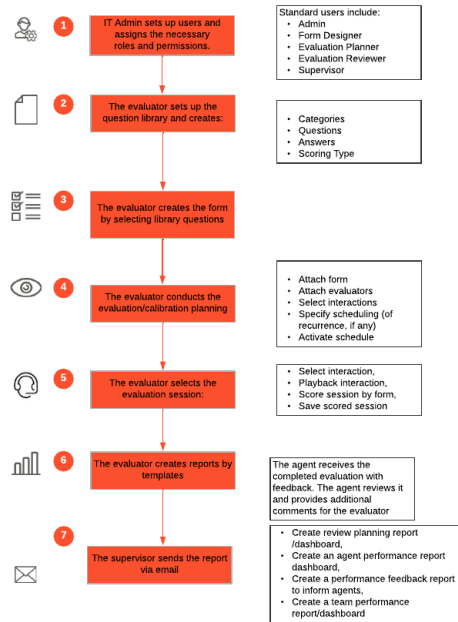 1
IT Admin sets up users and
assigns the necessary
roles and permissions.
Standard users include:
• Admin
• Form Designer
• Evaluation Planner
• Evaluation Reviewer
• Supervisor
2
The evaluator sets up the
question library and creates:
• Categories
• Questions
• Answers
• Scoring Type
3
The evaluator creates the form
by selecting library questions
4
The evaluator conducts the
evaluation/calibration planning
• Attach form
• Attach evaluators
• Select interactions
• Specify scheduling (of
recurrence, if any)
• Activate schedule
5
The evaluator selects the
evaluation session:
• Select interaction,
• Playback interaction,
• Score session by form,
• Save scored session
6
The evaluator creates reports by
templates
The agent receives the
completed evaluation with
feedback. The agent reviews it
and provides additional
comments for the evaluator
7
The supervisor sends the report
via email
• Create review planning report
/dashboard,
• Create an agent performance report
dashboard,
• Create a performance feedback report
to inform agents,
• Create a team performance
report/dashboard